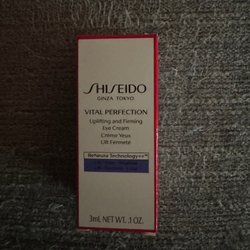 SHISEIDO
GINZA TOKYO
VITAL PERFECTION
Uplifting and Firming
Eye Cream
Crème Yeux
Lift Fermeté
ReNeura Technology++™
3mL NET WT. .1 OZ.